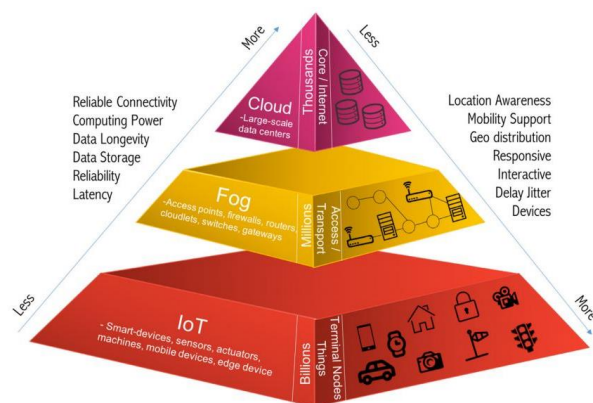 More
Less
Reliable Connectivity
Computing Power
Data Longevity
Data Storage
Reliability
Latency
Less
Location Awareness
Mobility Support
Geo distribution
Responsive
Interactive
Delay Jitter
Devices
More
Cloud
-Large-scale
data centers
Thousands
Core / Internet
Fog
-Access points, firewalls, routers,
cloudlets, switches, gateways
Millions
Access /
Transport
IoT
- Smart-devices, sensors, actuators,
machines, mobile devices, edge device
Billions
Terminal Nodes
Things